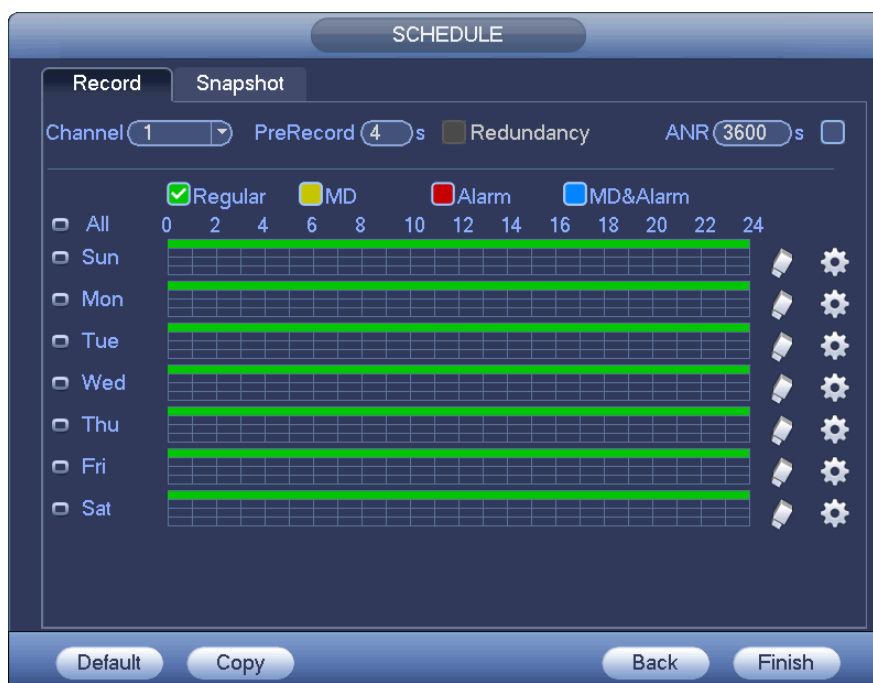 SCHEDULE
Record Snapshot
Channel 1 PreRecord 4 s Redundancy ANR 3600 s
Regular MD Alarm MD&Alarm
All 0 2 4 6 8 10 12 14 16 18 20 22 24
Sun
Mon
Tue
Wed
Thu
Fri
Sat
Default Copy Back Finish